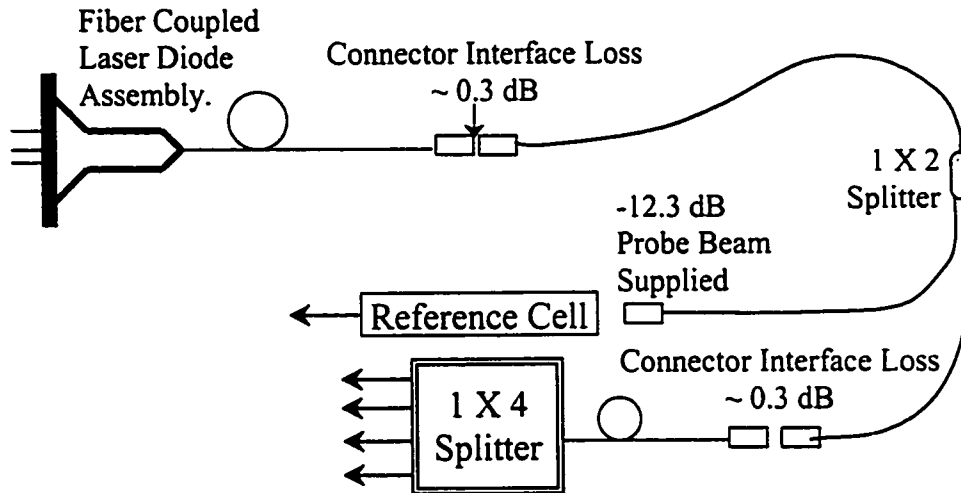 Fiber Coupled
Laser Diode
Assembly.
Connector Interface Loss
~ 0.3 dB
1 X 2
Splitter
-12.3 dB
Probe Beam
Supplied
Reference Cell
Connector Interface Loss
~ 0.3 dB
1 X 4
Splitter